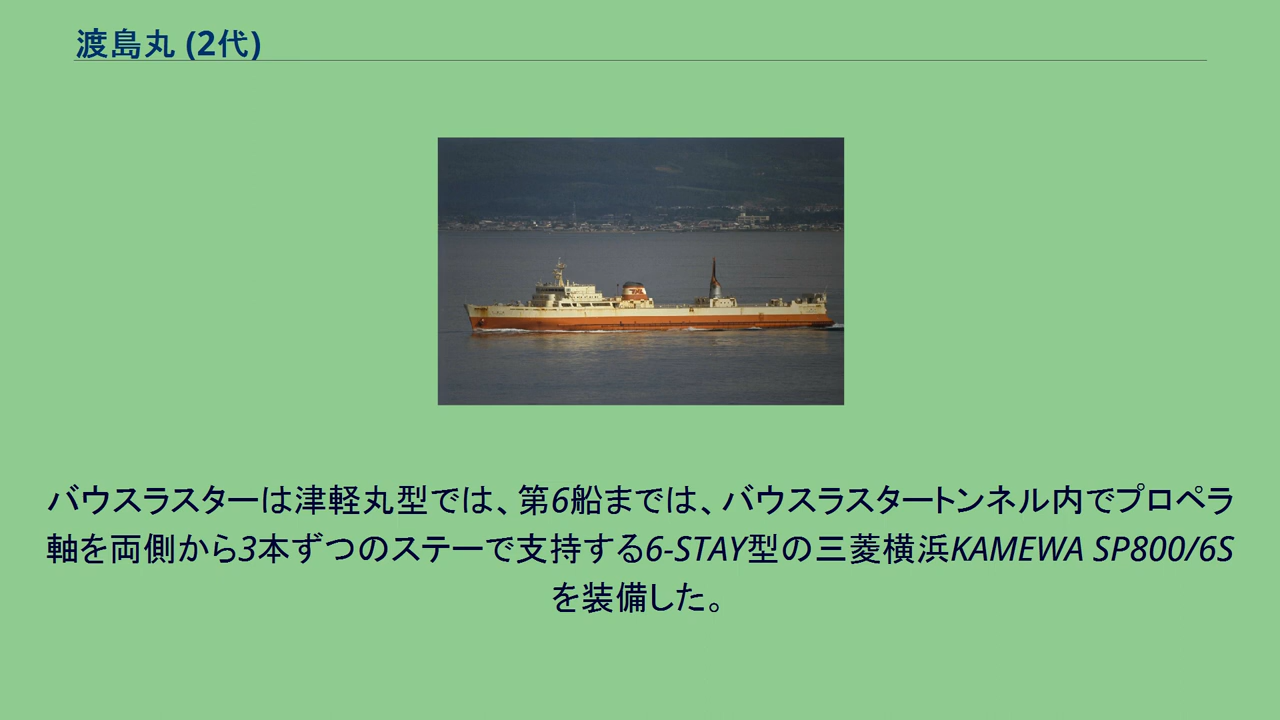 渡島丸 (2代)
バウスラスターは津軽丸型では、第6船までは、バウスラスタートンネル内でプロペラ
軸を両側から3本ずつのステーで支持する6-STAY型の三菱横浜KAMEWA SP800/6S
を装備した。